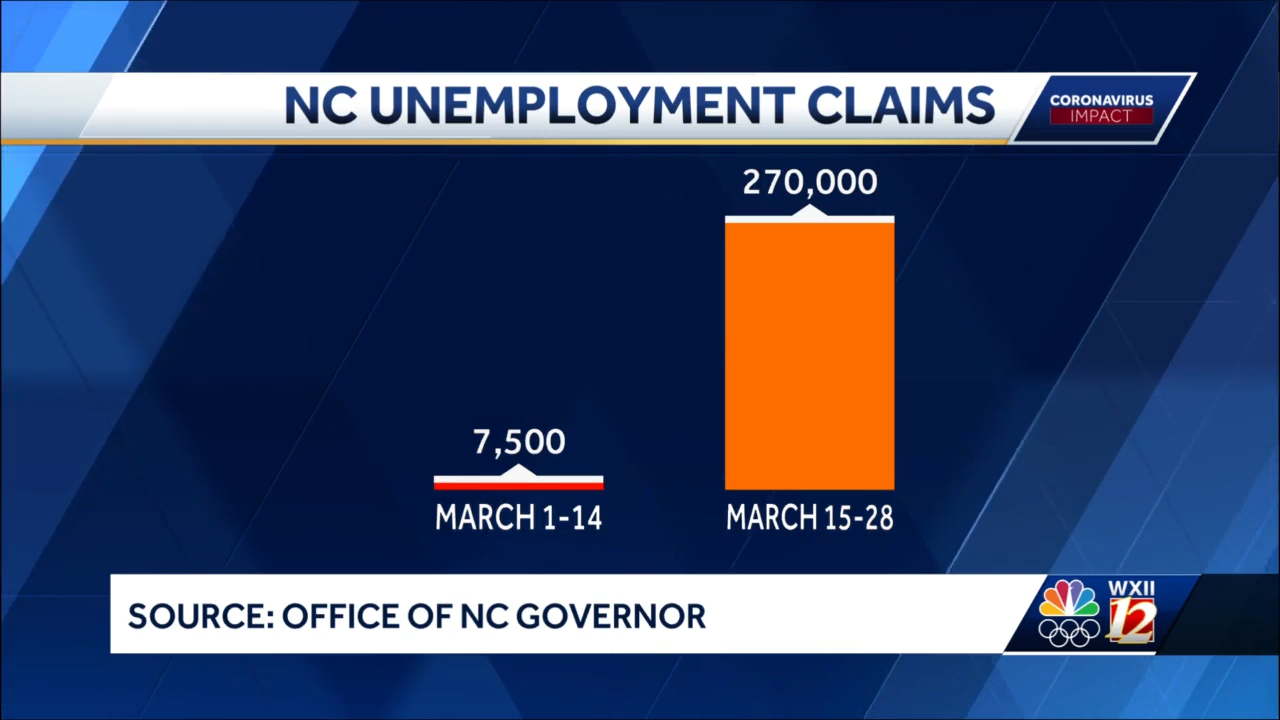 NC UNEMPLOYMENT CLAIMS
CORONAVIRUS
IMPACT
270,000
7,500
MARCH 1-14
MARCH 15-28
SOURCE: OFFICE OF NC GOVERNOR
WXII
12